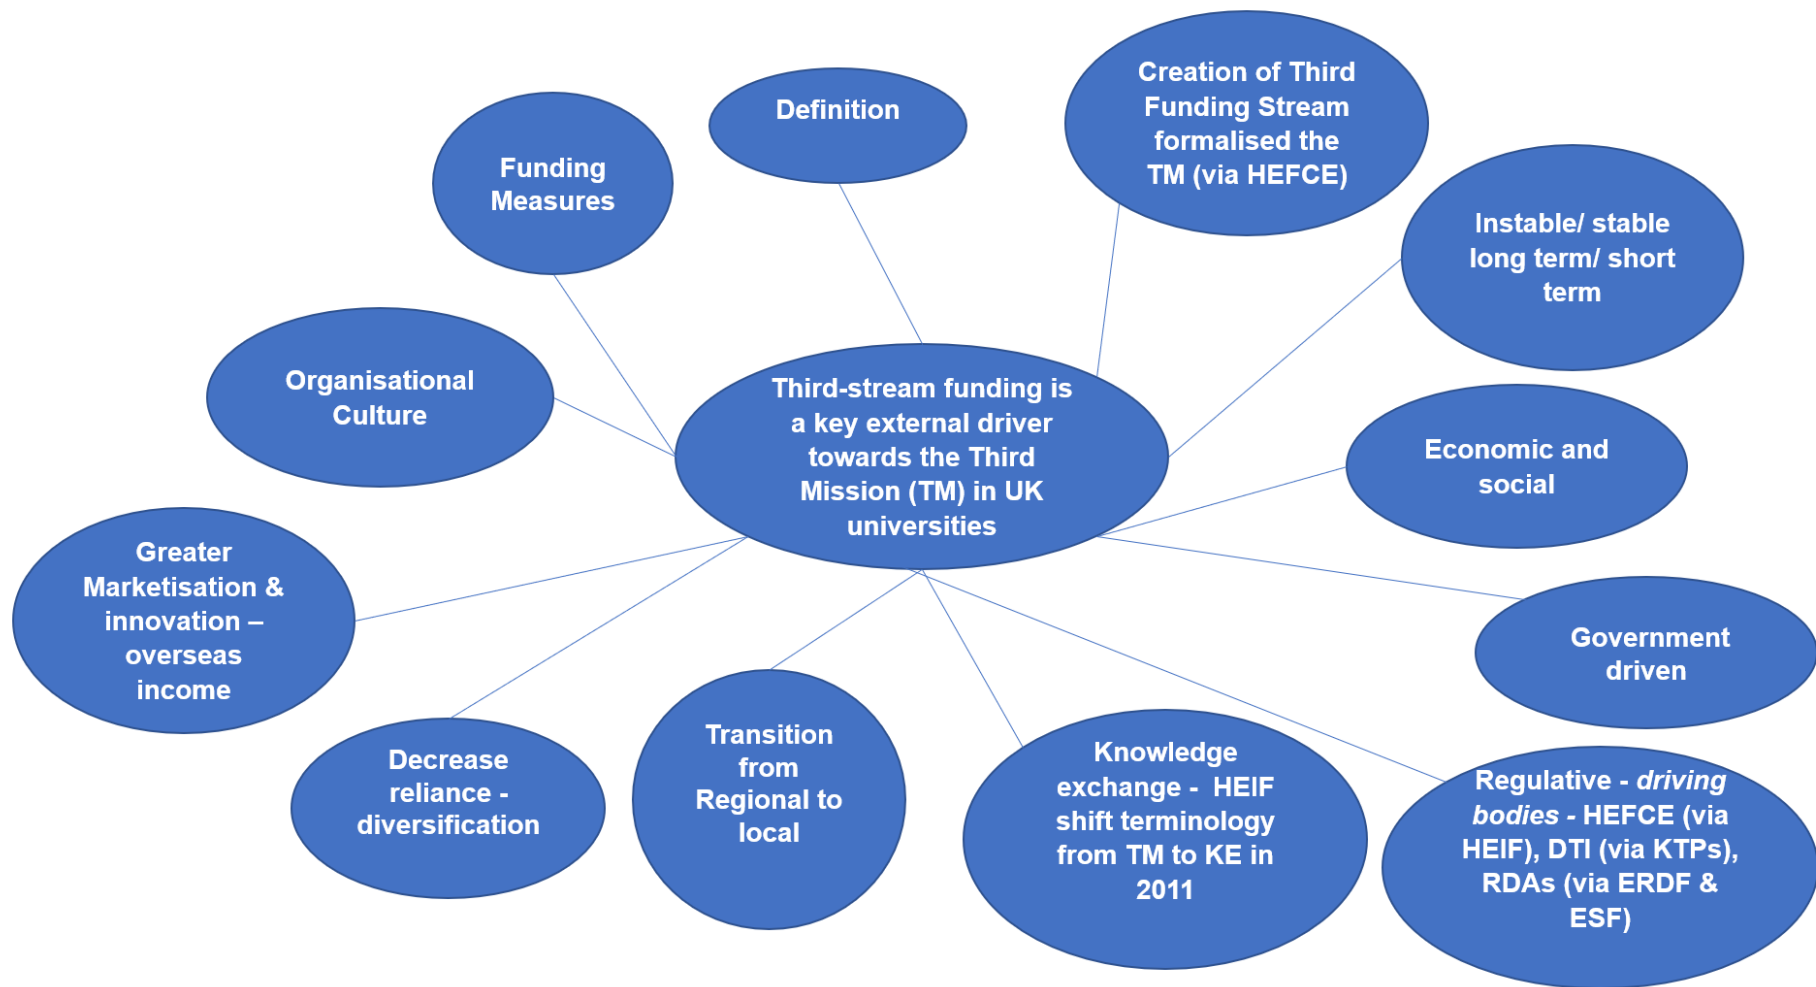 Creation of Third
Funding Stream
formalised the
TM (via HEFCE)
Definition
Funding
Measures
Instable/ stable
long term/ short
term
Organisational
Culture
Third-stream funding is
a key external driver
towards the Third
Mission (TM) in UK
universities
Economic and
social
Greater
Marketisation &
innovation –
overseas
income
Government
driven
Decrease
reliance -
diversification
Transition
from
Regional to
local
Knowledge
exchange - HEIF
shift terminology
from TM to KE in
2011
Regulative - driving
bodies - HEFCE (via
HEIF), DTI (via KTPs),
RDAs (via ERDF &
ESF)